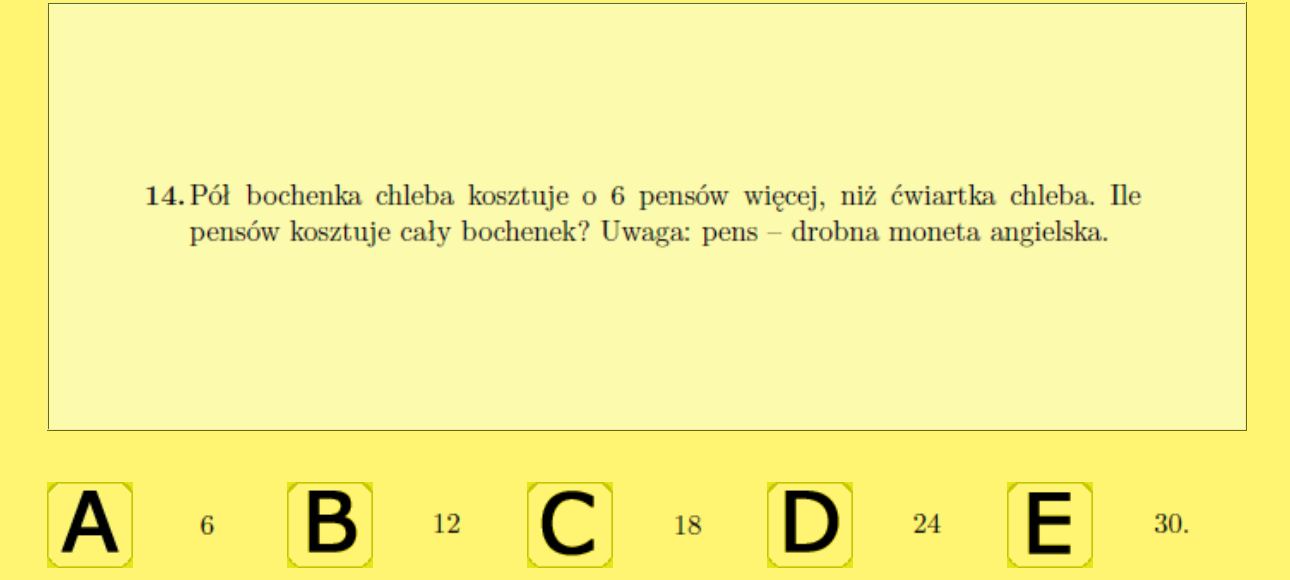 14. Pół bochenka chleba kosztuje o 6 pensów więcej, niż ćwiartka chleba. Ile
pensów kosztuje cały bochenek? Uwaga: pens – drobna moneta angielska.
A 6 B 12 C 18 D 24 E 30.